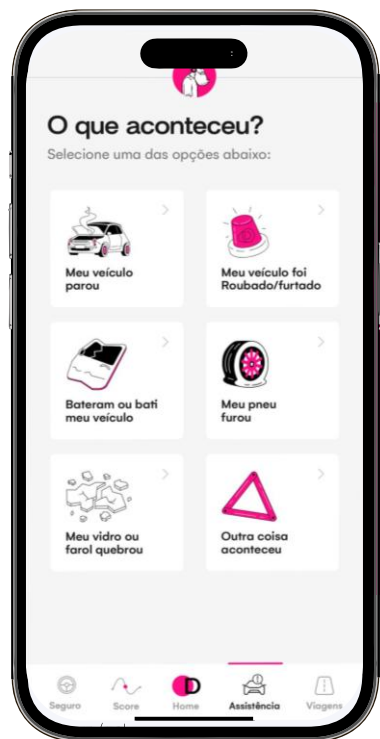 O que aconteceu?
Selecione uma das opções abaixo:
Meu veículo
parou
Meu veículo foi
Roubado/furtado
Bateram ou bati
meu veículo
Meu pneu
furou
Meu vidro ou
farol quebrou
Outra coisa
aconteceu
Seguro
Score
Home
Assistência
Viagens